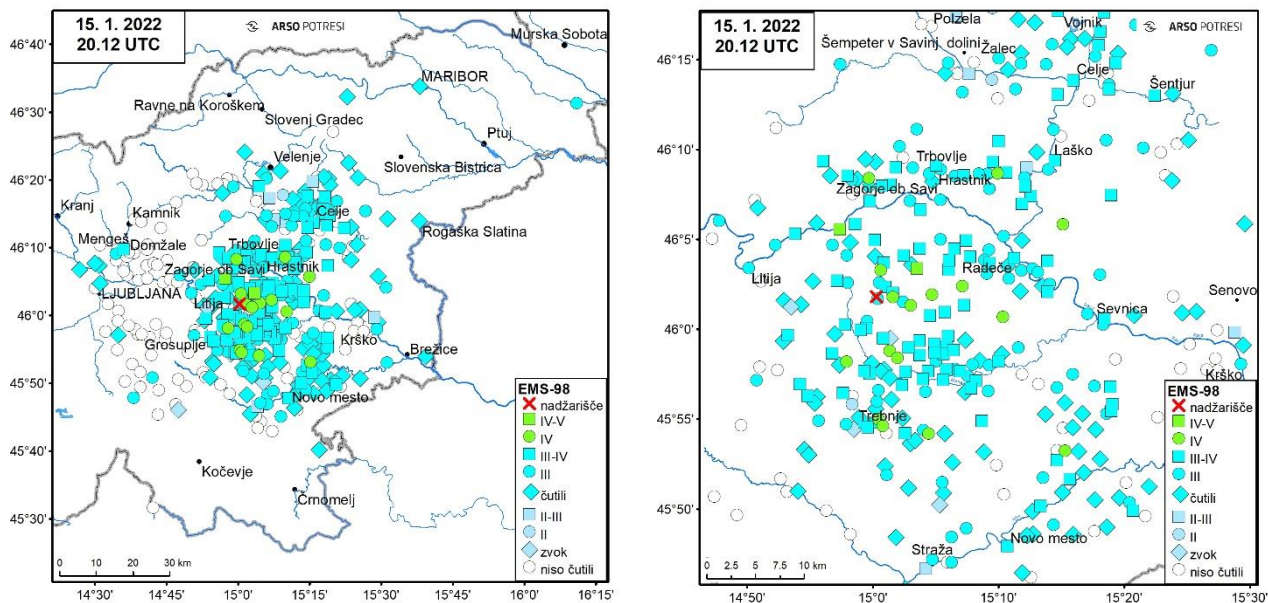 15. 1. 2022
20.12 UTC
ARSO POTRESI
46°40'
46°30'
46°20'
46°10'
46°0'
45°50'
45°40'
45°30'
Murska Sobota
MARIBOR
Ravne na Koroškem
Slovenj Gradec
Ptuj
Velenje
Slovenska Bistrica
Kranj
Kamnik
Celje
Mengeš
Domžale
Trbovlje
Rogaška Slatina
Zagorje ob Savi
Hrastnik
LJUBLJANA
Litija
Grosuplje
Krško
Brežice
Novo mesto
Kočevje
Črnomelj
EMS-98
nadžarišče
IV-V
IV
III-IV
III
čutili
II-III
II
zvok
niso čutili
0 10 20 30 km
14°30' 14°45' 15°0' 15°15' 15°30' 15°45' 16°0' 16°15'
15. 1. 2022
20.12 UTC
ARSO POTRESI
46°15'
46°10'
46°5'
46°0'
45°55'
45°50'
Polzela
Vojnik
Šempeter v Savinj. dolini
Žalec
Celje
Šentjur
Laško
Trbovlje
Hrastnik
Zagorje ob Savi
Radeče
Litija
Senovo
Sevnica
Krško
Trebnje
Novo mesto
Straža
EMS-98
nadžarišče
IV-V
IV
III-IV
III
čutili
II-III
II
zvok
niso čutili
0 2.5 5 7.5 10 km
14°50' 15°0' 15°10' 15°20' 15°30'